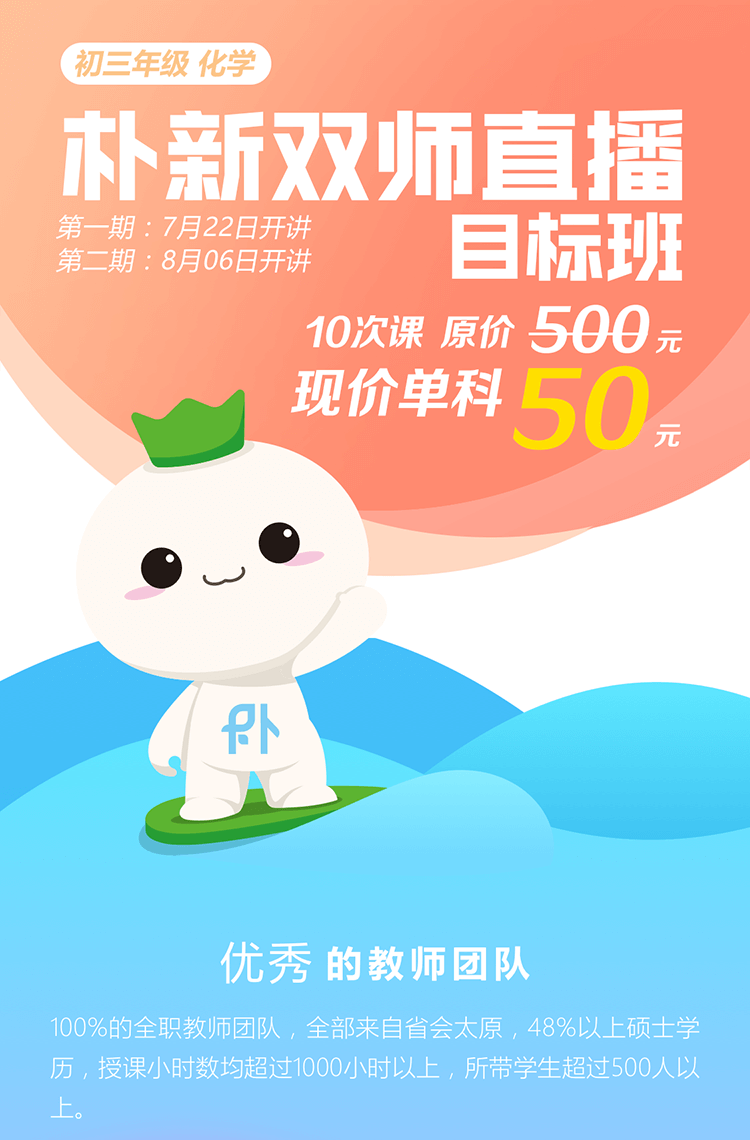 初三年级 化学
朴新双师直播
第一期：7月22日开讲
第二期：8月06日开讲
目标班
10次课 原价 500 元
现价单科 50 元
朴
优秀 的教师团队
100%的全职教师团队，全部来自省会太原，48%以上硕士学
历，授课小时数均超过1000小时以上，所带学生超过500人以
上。